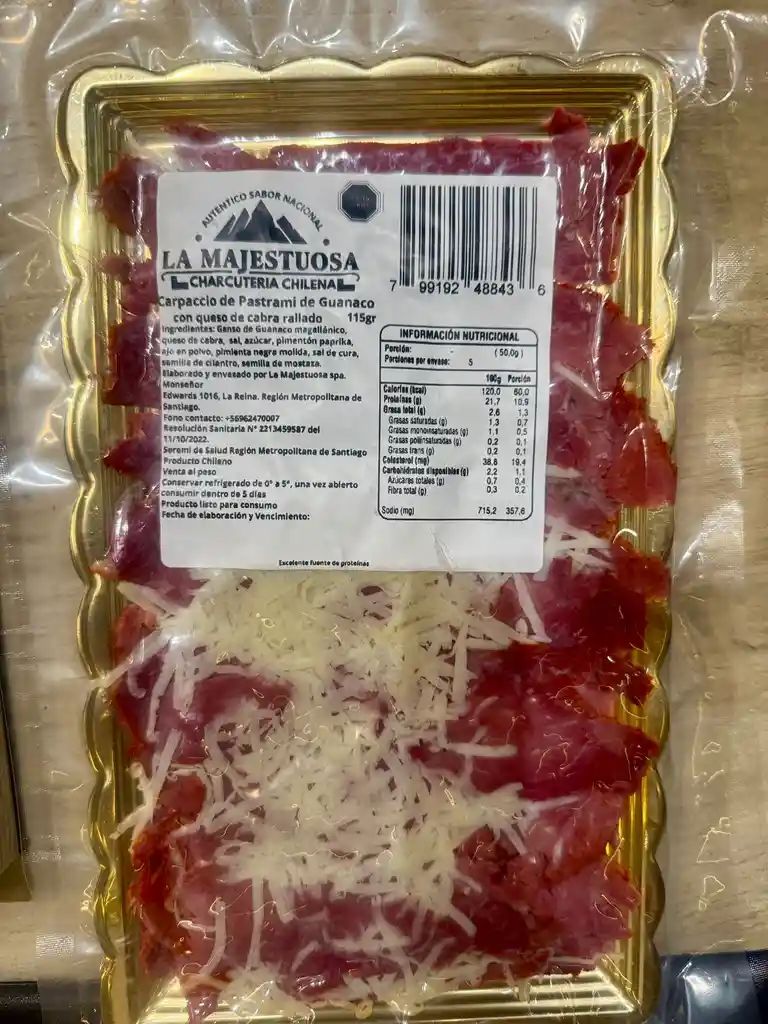 AUTENTICO SABOR NACIONAL
LA MAJESTUOSA
CHARCUTERIA CHILENA
Carpaccio de Pastrami de Guanaco
con queso de cabra rallado 115gr
Ingredientes: Ganso de Guanaco magallánico,
queso de cabra, sal, azúcar, pimentón paprika,
ajo en polvo, pimienta negra molida, sal de cura,
semilla de cilantro, semilla de mostaza.
Elaborado y envasado por La Majestuosa spa.
Monseñor
Edwards 1016, La Reina. Región Metropolitana de
Santiago.
Fono contacto: +56962470007
Resolución Sanitaria N° 2213459587 del
11/10/2022.
Seremi de Salud Región Metropolitana de Santiago
Producto Chileno
Venta al peso
Conservar refrigerado de 0° a 5°, una vez abierto
consumir dentro de 5 días
Producto listo para consumo
Fecha de elaboración y Vencimiento:
Excelente fuente de proteínas
7 99192 48843 6
INFORMACIÓN NUTRICIONAL
Porción: - (50,0g)
Porciones por envase: 5
100g Porción
Calorías (kcal) 120,0 60,0
Proteínas (g) 21,7 10,9
Grasa total (g) 2,6 1,3
Grasas saturadas (g) 1,3 0,7
Grasas monoinsaturadas (g) 1,1 0,5
Grasas poliinsaturadas (g) 0,2 0,1
Grasas trans (g) 0,2 0,1
Colesterol (mg) 38,8 19,4
Carbohidratos disponibles (g) 2,2 1,1
Azúcares totales (g) 0,7 0,4
Fibra total (g) 0,3 0,2
Sodio (mg) 715,2 357,6